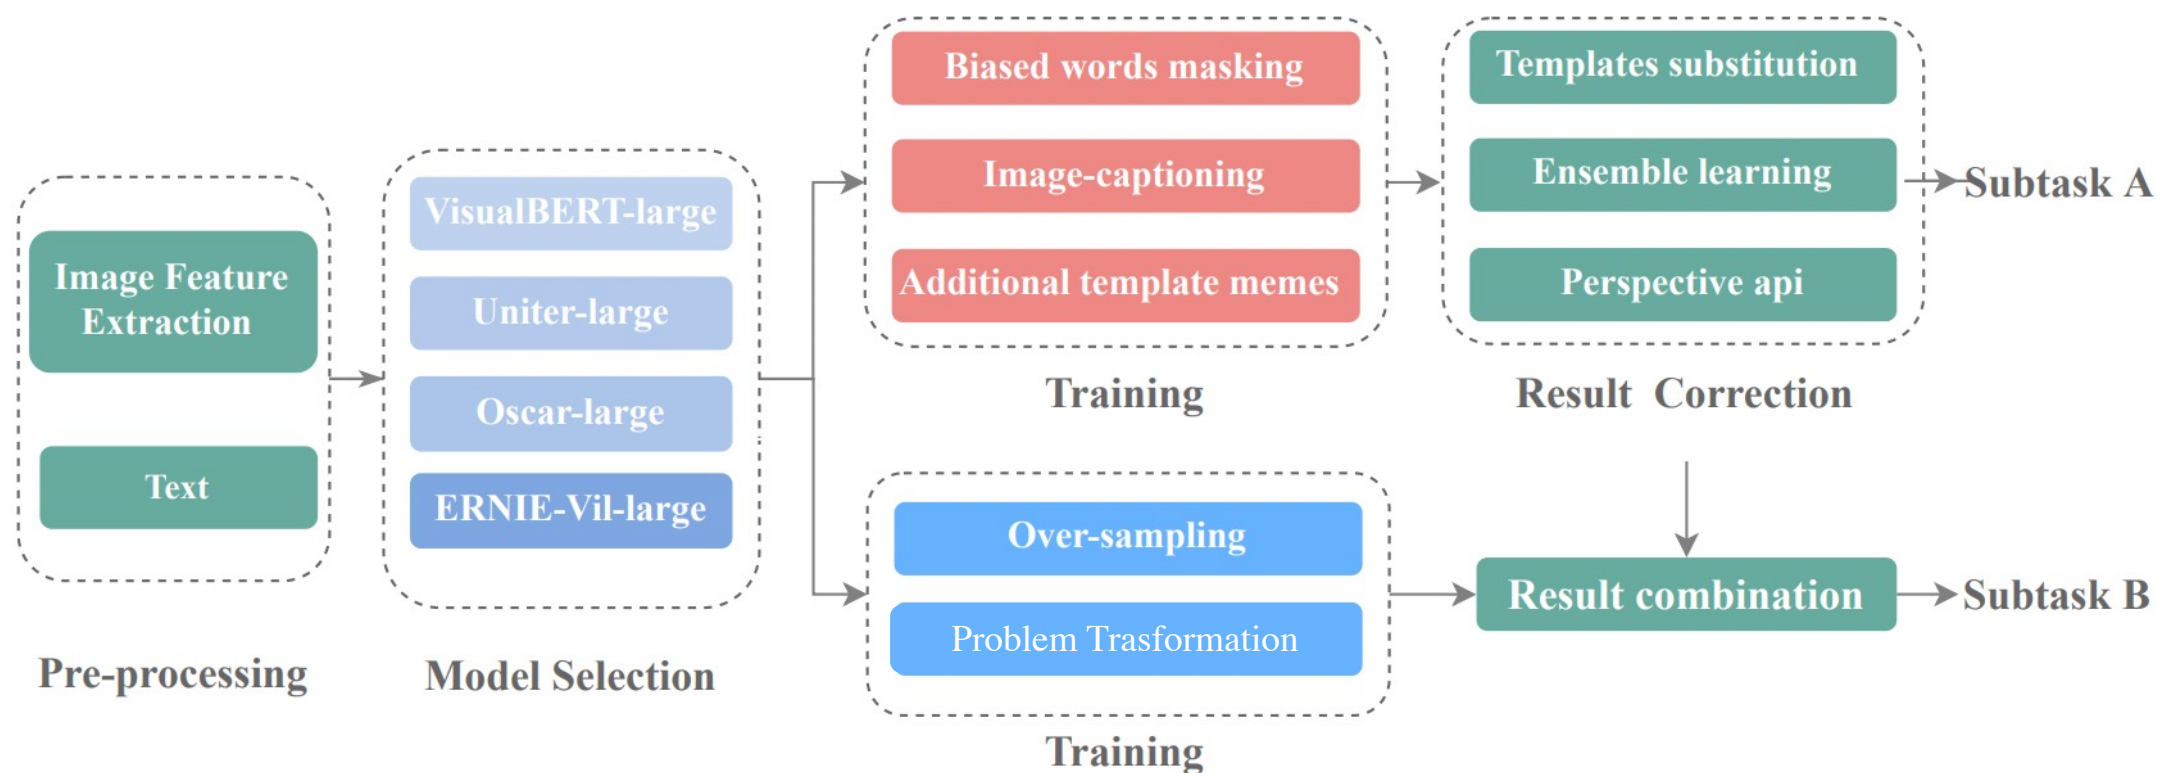 Image Feature
Extraction
Text
Pre-processing
VisualBERT-large
Uniter-large
Oscar-large
ERNIE-Vil-large
Model Selection
Biased words masking
Image-captioning
Additional template memes
Training
Templates substitution
Ensemble learning
Perspective api
Result Correction
Subtask A
Over-sampling
Problem Trasformation
Training
Result combination
Subtask B